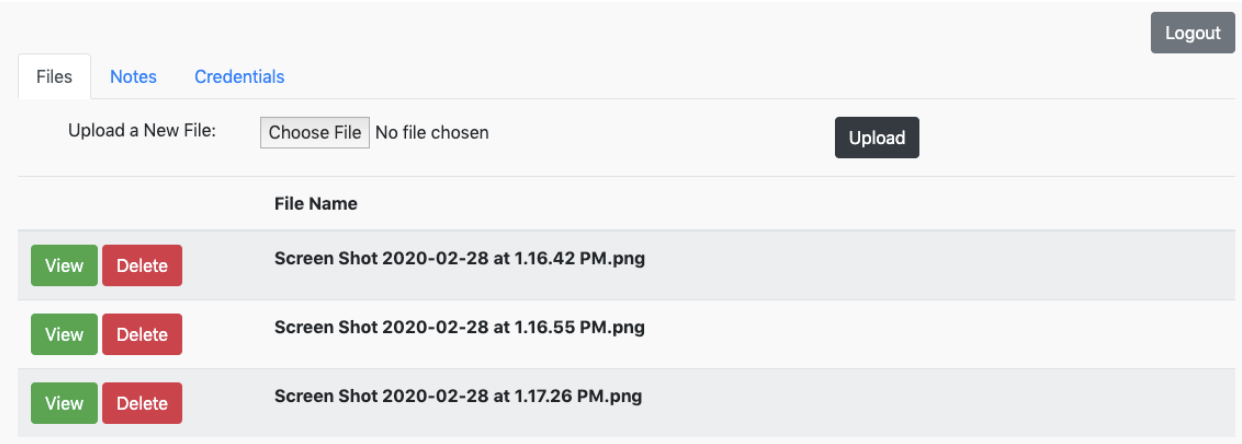 Logout
Files Notes Credentials
Upload a New File: Choose File No file chosen Upload
File Name
View Delete Screen Shot 2020-02-28 at 1.16.42 PM.png
View Delete Screen Shot 2020-02-28 at 1.16.55 PM.png
View Delete Screen Shot 2020-02-28 at 1.17.26 PM.png